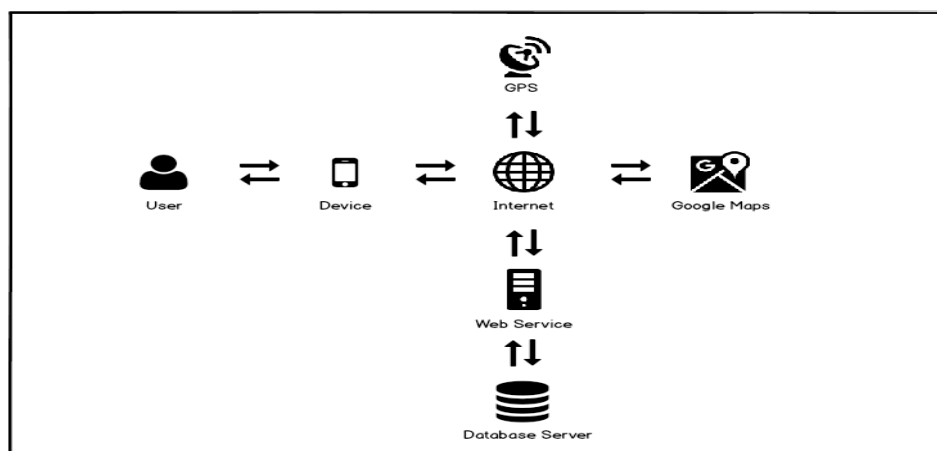 GPS
User
Device
Internet
Google Maps
G
Web Service
Database Server